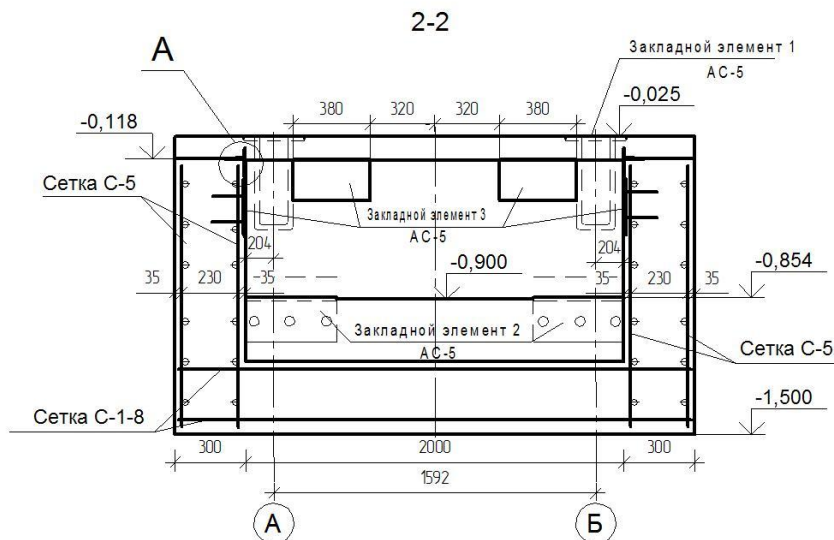 2-2
А
Закладной элемент 1
АС-5
380
320
320
380
-0,025
-0,118
Сетка С-5
Закладной элемент 3
АС-5
204
204
-0,900
-0,854
35
230
35
35
230
35
Закладной элемент 2
АС-5
Сетка С-5
Сетка С-1-8
-1,500
300
2000
300
1592
А
Б